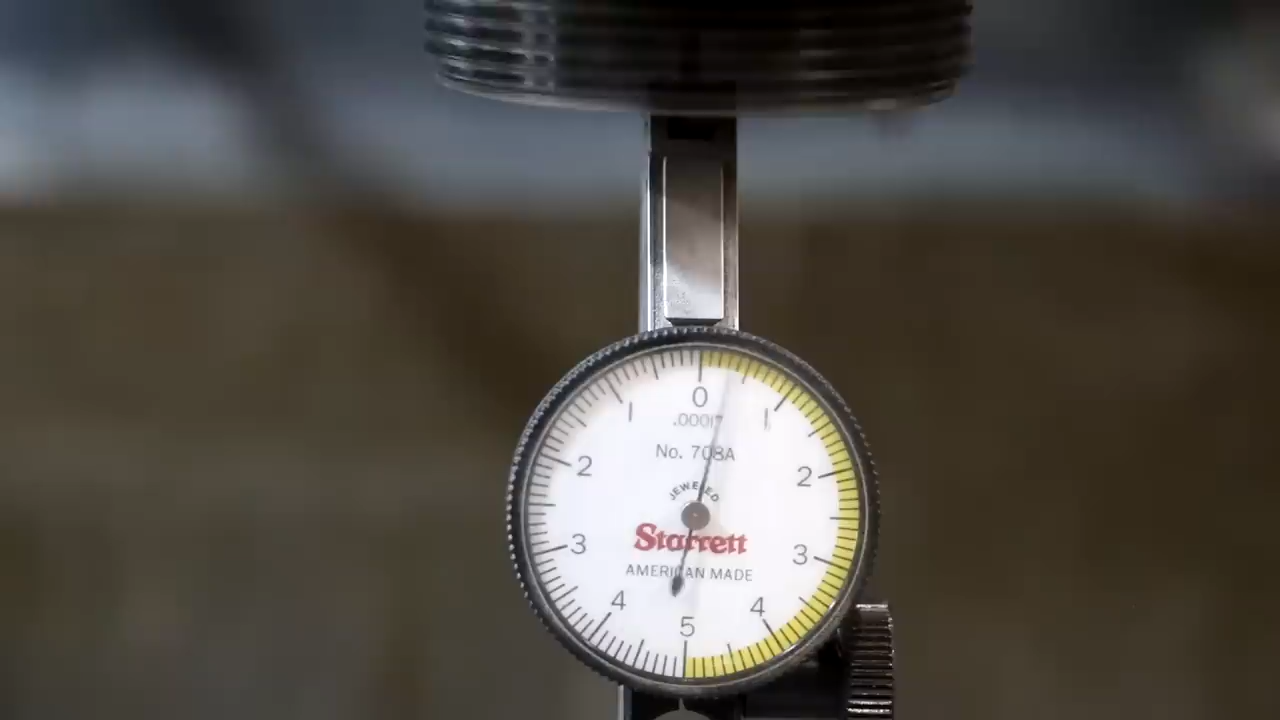 0
1 .0001" 1
No. 708A
2 2
JEWELED
Starrett
3 3
AMERICAN MADE
4 4
5